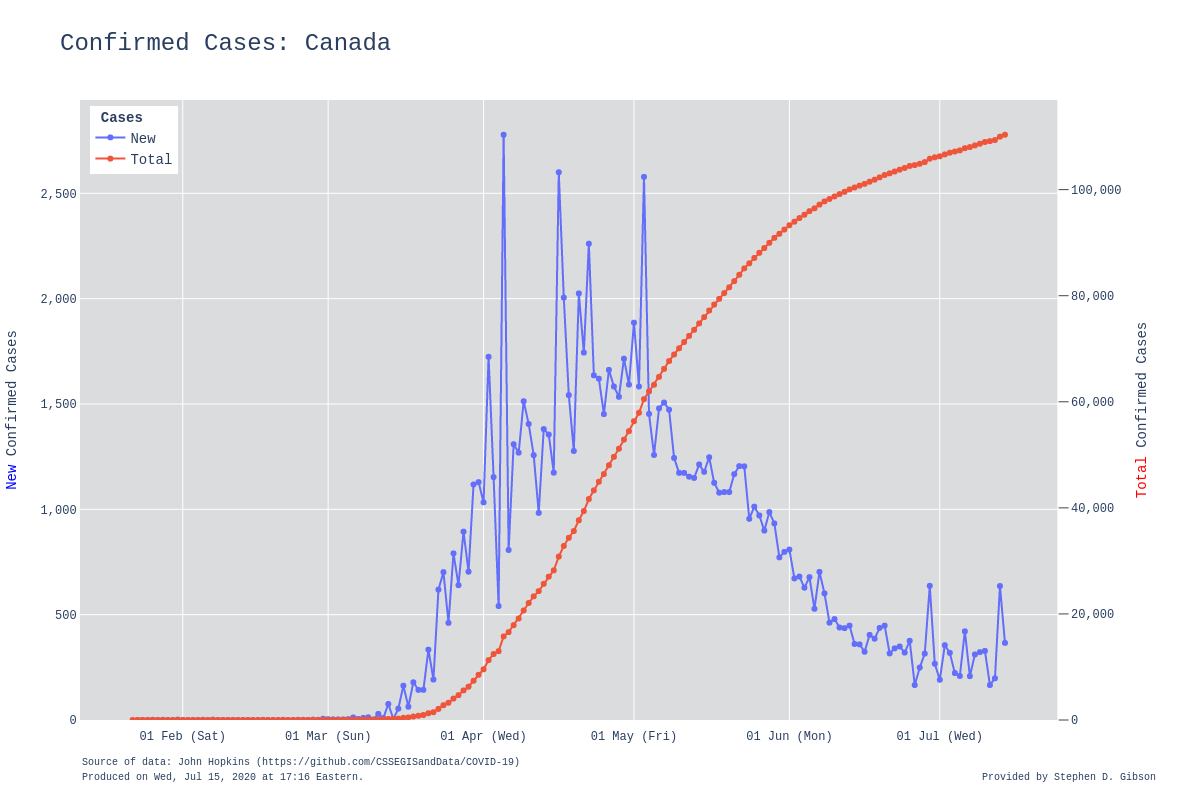 Confirmed Cases: Canada
Cases
New
Total
2,500
2,000
1,500
1,000
500
0
New Confirmed Cases
100,000
80,000
60,000
40,000
20,000
0
Total Confirmed Cases
01 Feb (Sat)
01 Mar (Sun)
01 Apr (Wed)
01 May (Fri)
01 Jun (Mon)
01 Jul (Wed)
Source of data: John Hopkins (https://github.com/CSSEGISandData/COVID-19)
Produced on Wed, Jul 15, 2020 at 17:16 Eastern.
Provided by Stephen D. Gibson